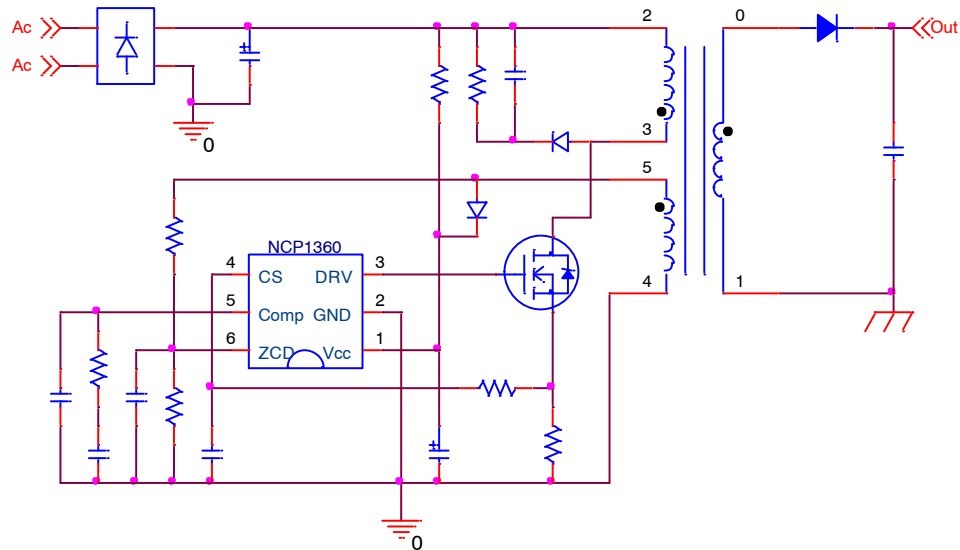 Ac
2
0
Out
Ac
3
0
5
NCP1360
4 CS DRV 3
5 Comp GND 2
6 ZCD Vcc 1
4
1
0